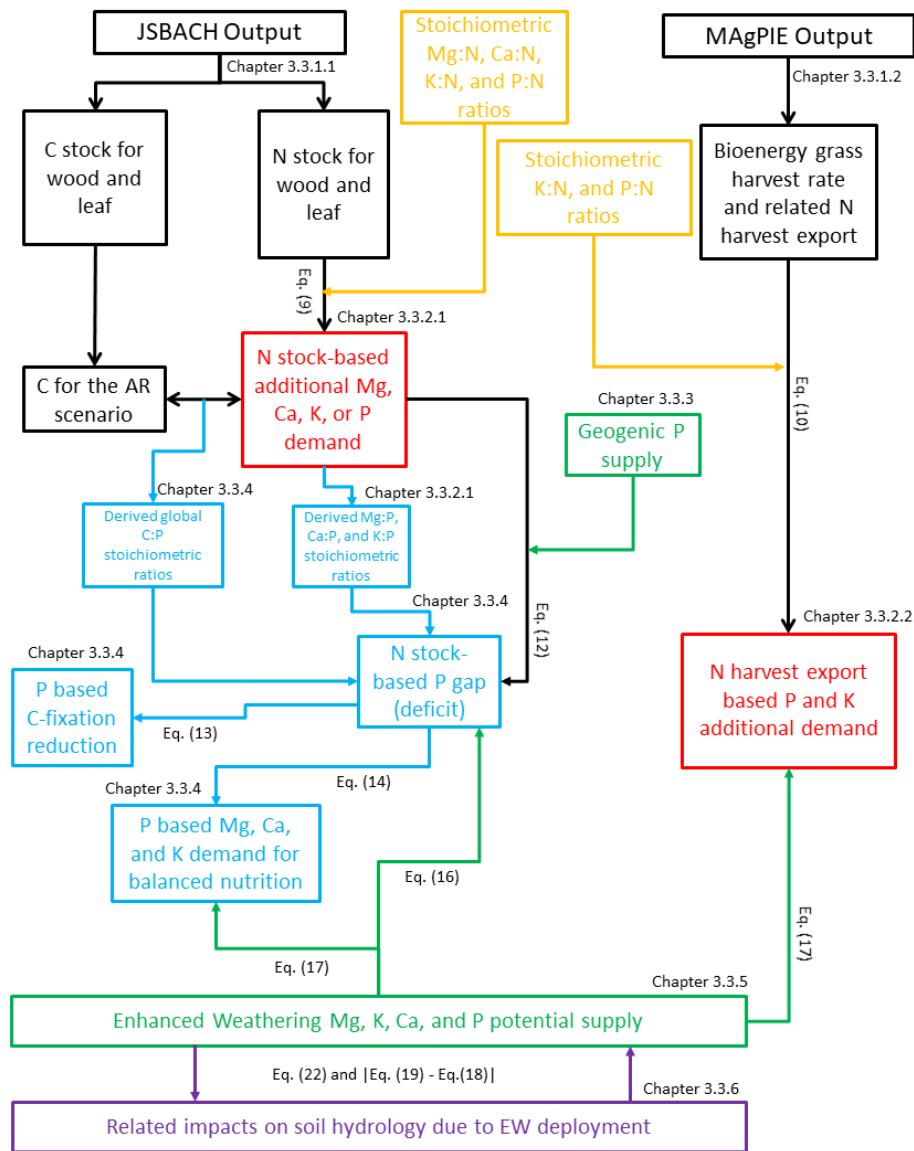 JSBACH Output
Chapter 3.3.1.1
Stoichiometric
Mg:N, Ca:N,
K:N, and P:N
ratios
MAgPIE Output
Chapter 3.3.1.2
C stock for
wood and
leaf
N stock for
wood and
leaf
Stoichiometric
K:N, and P:N
ratios
Bioenergy grass
harvest rate
and related N
harvest export
Eq. (9)
Chapter 3.3.2.1
C for the AR
scenario
N stock-based
additional Mg,
Ca, K, or P
demand
Eq. (10)
Chapter 3.3.3
Geogenic P
supply
Chapter 3.3.4
Derived global
C:P
stoichiometric
ratios
Chapter 3.3.2.1
Derived Mg:P,
Ca:P, and K:P
stoichiometric
ratios
Chapter 3.3.4
N stock-
based P gap
(deficit)
Eq. (12)
Chapter 3.3.2.2
N harvest export
based P and K
additional demand
Chapter 3.3.4
P based
C-fixation
reduction
Eq. (13)
Eq. (14)
Chapter 3.3.4
P based Mg, Ca,
and K demand for
balanced nutrition
Eq. (16)
Eq. (17)
Eq. (17)
Chapter 3.3.5
Enhanced Weathering Mg, K, Ca, and P potential supply
Eq. (22) and |Eq. (19) - Eq.(18)|
Chapter 3.3.6
Related impacts on soil hydrology due to EW deployment